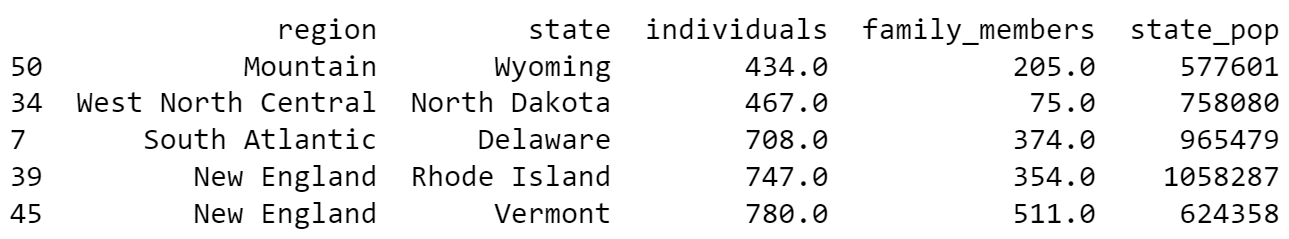 region state individuals family_members state_pop
50 Mountain Wyoming 434.0 205.0 577601
34 West North Central North Dakota 467.0 75.0 758080
7 South Atlantic Delaware 708.0 374.0 965479
39 New England Rhode Island 747.0 354.0 1058287
45 New England Vermont 780.0 511.0 624358